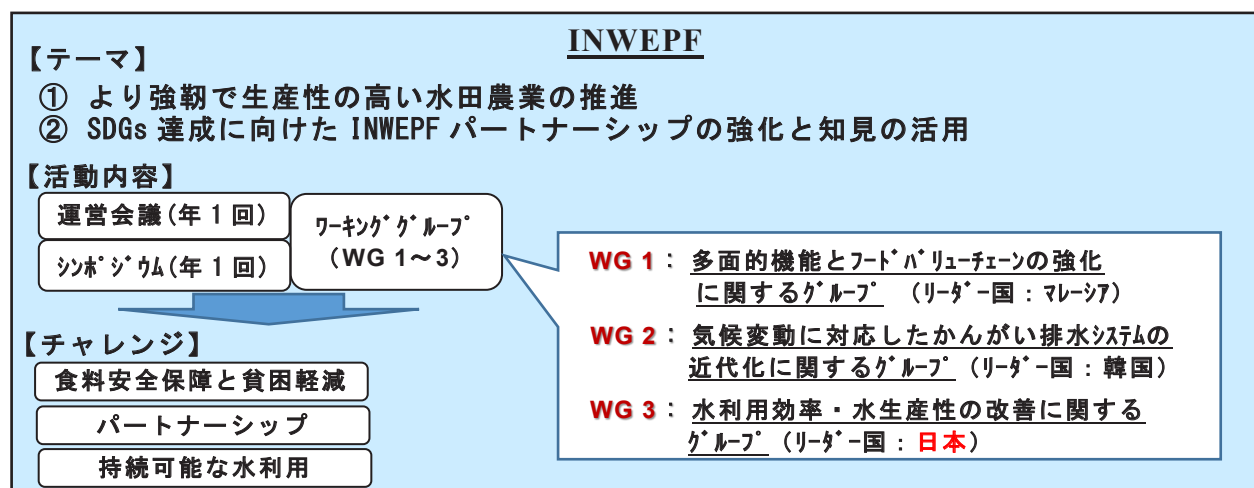 INWEPF
【テーマ】
① より強靭で生産性の高い水田農業の推進
② SDGs 達成に向けた INWEPF パートナーシップの強化と知見の活用
【活動内容】
運営会議(年 1 回)
シンポジウム(年 1 回)
ワーキンググループ
(WG 1～3)
WG 1： 多面的機能とフードバリューチェーンの強化
に関するグループ （リーダー国：マレーシア）
WG 2： 気候変動に対応したかんがい排水システムの
近代化に関するグループ（リーダー国：韓国）
WG 3： 水利用効率・水生産性の改善に関する
グループ（リーダー国：日本）
【チャレンジ】
食料安全保障と貧困軽減
パートナーシップ
持続可能な水利用